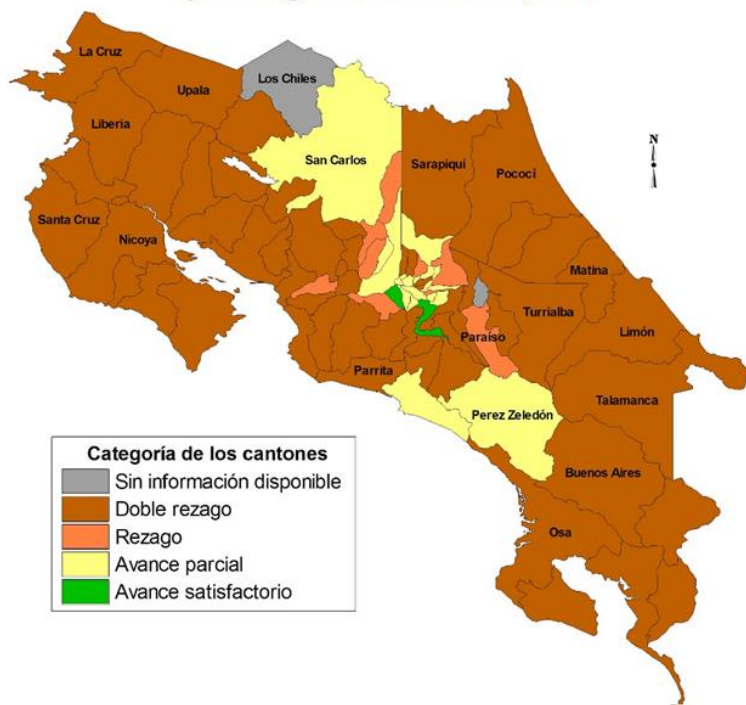 La Cruz
Upala
Los Chiles
Liberia
San Carlos
Sarapiquí
Pococí
Santa Cruz
Nicoya
Matina
Turrialba
Limón
Paraíso
Parrita
Talamanca
Perez Zeledón
Buenos Aires
Osa
N
Categoría de los cantones
Sin información disponible
Doble rezago
Rezago
Avance parcial
Avance satisfactorio